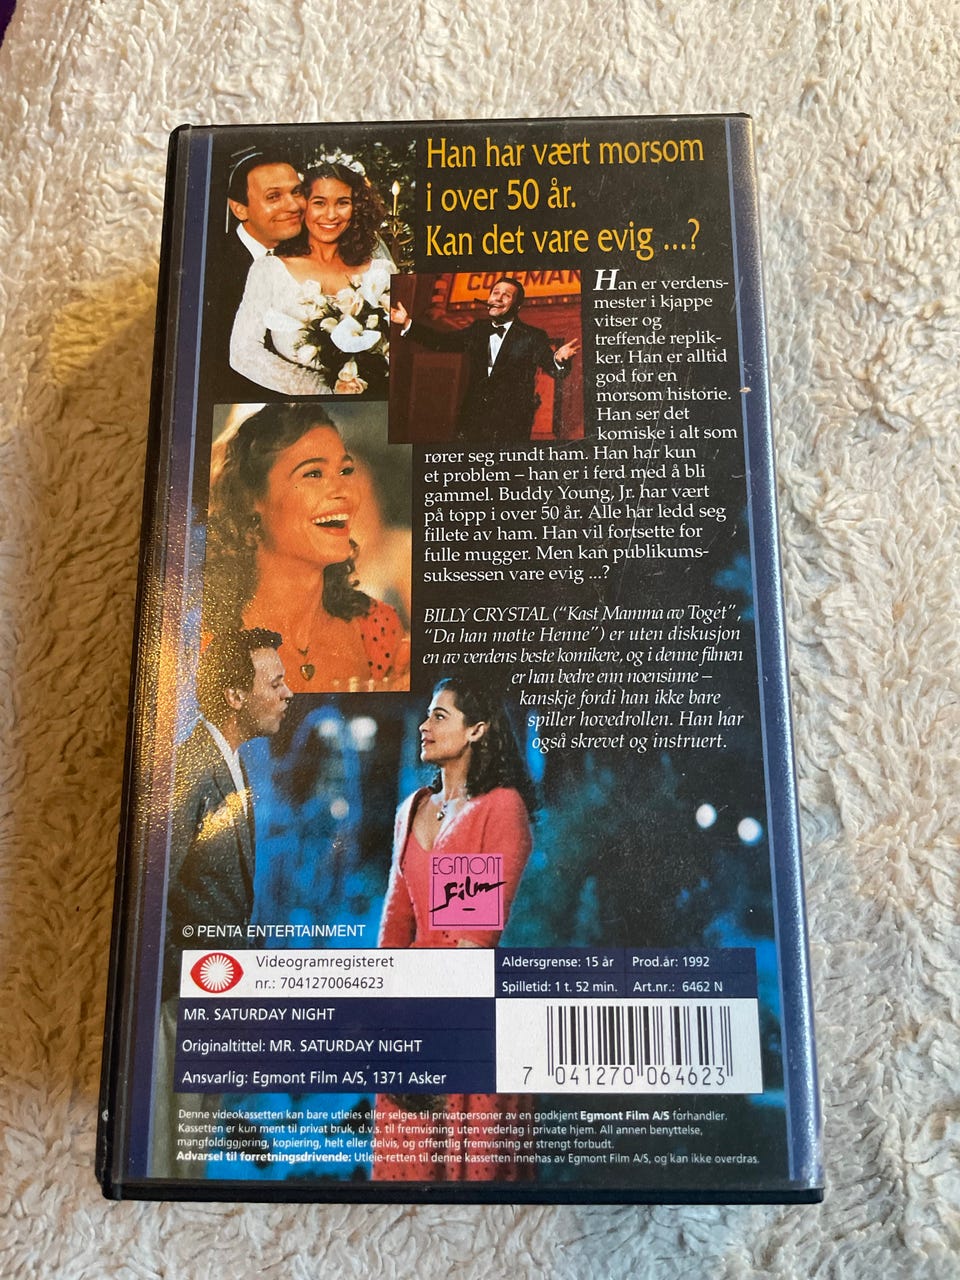 Han har vært morsom
i over 50 år.
Kan det vare evig ...?
COLEMAN
Han er verdens-
mester i kjappe
vitser og
treffende replik-
ker. Han er alltid
god for en
morsom historie.
Han ser det
komiske i alt som
rører seg rundt ham. Han har kun
et problem – han er i ferd med å bli
gammel. Buddy Young, Jr. har vært
på topp i over 50 år. Alle har ledd seg
fillete av ham. Han vil fortsette for
fulle mugger. Men kan publikums-
suksessen vare evig ...?
BILLY CRYSTAL ("Kast Mamma av Toget",
"Da han møtte Henne") er uten diskusjon
en av verdens beste komikere, og i denne filmen
er han bedre enn noensinne –
kanskje fordi han ikke bare
spiller hovedrollen. Han har
også skrevet og instruert.
EGMONT
Film
© PENTA ENTERTAINMENT
Videogramregisteret
nr.: 7041270064623
Aldersgrense: 15 år Prod.år: 1992
Spilletid: 1 t. 52 min. Art.nr.: 6462 N
MR. SATURDAY NIGHT
Originaltittel: MR. SATURDAY NIGHT
Ansvarlig: Egmont Film A/S, 1371 Asker
7 041270 064623
Denne videokassetten kan bare utleies eller selges til privatpersoner av en godkjent Egmont Film A/S forhandler.
Kassetten er kun ment til privat bruk, d.v.s. til fremvisning uten vederlag i private hjem. All annen benyttelse,
mangfoldiggjøring, kopiering, helt eller delvis, og offentlig fremvisning er strengt forbudt.
Advarsel til forretningsdrivende: Utleie-retten til denne kassetten innehas av Egmont Film A/S, og kan ikke overdras.